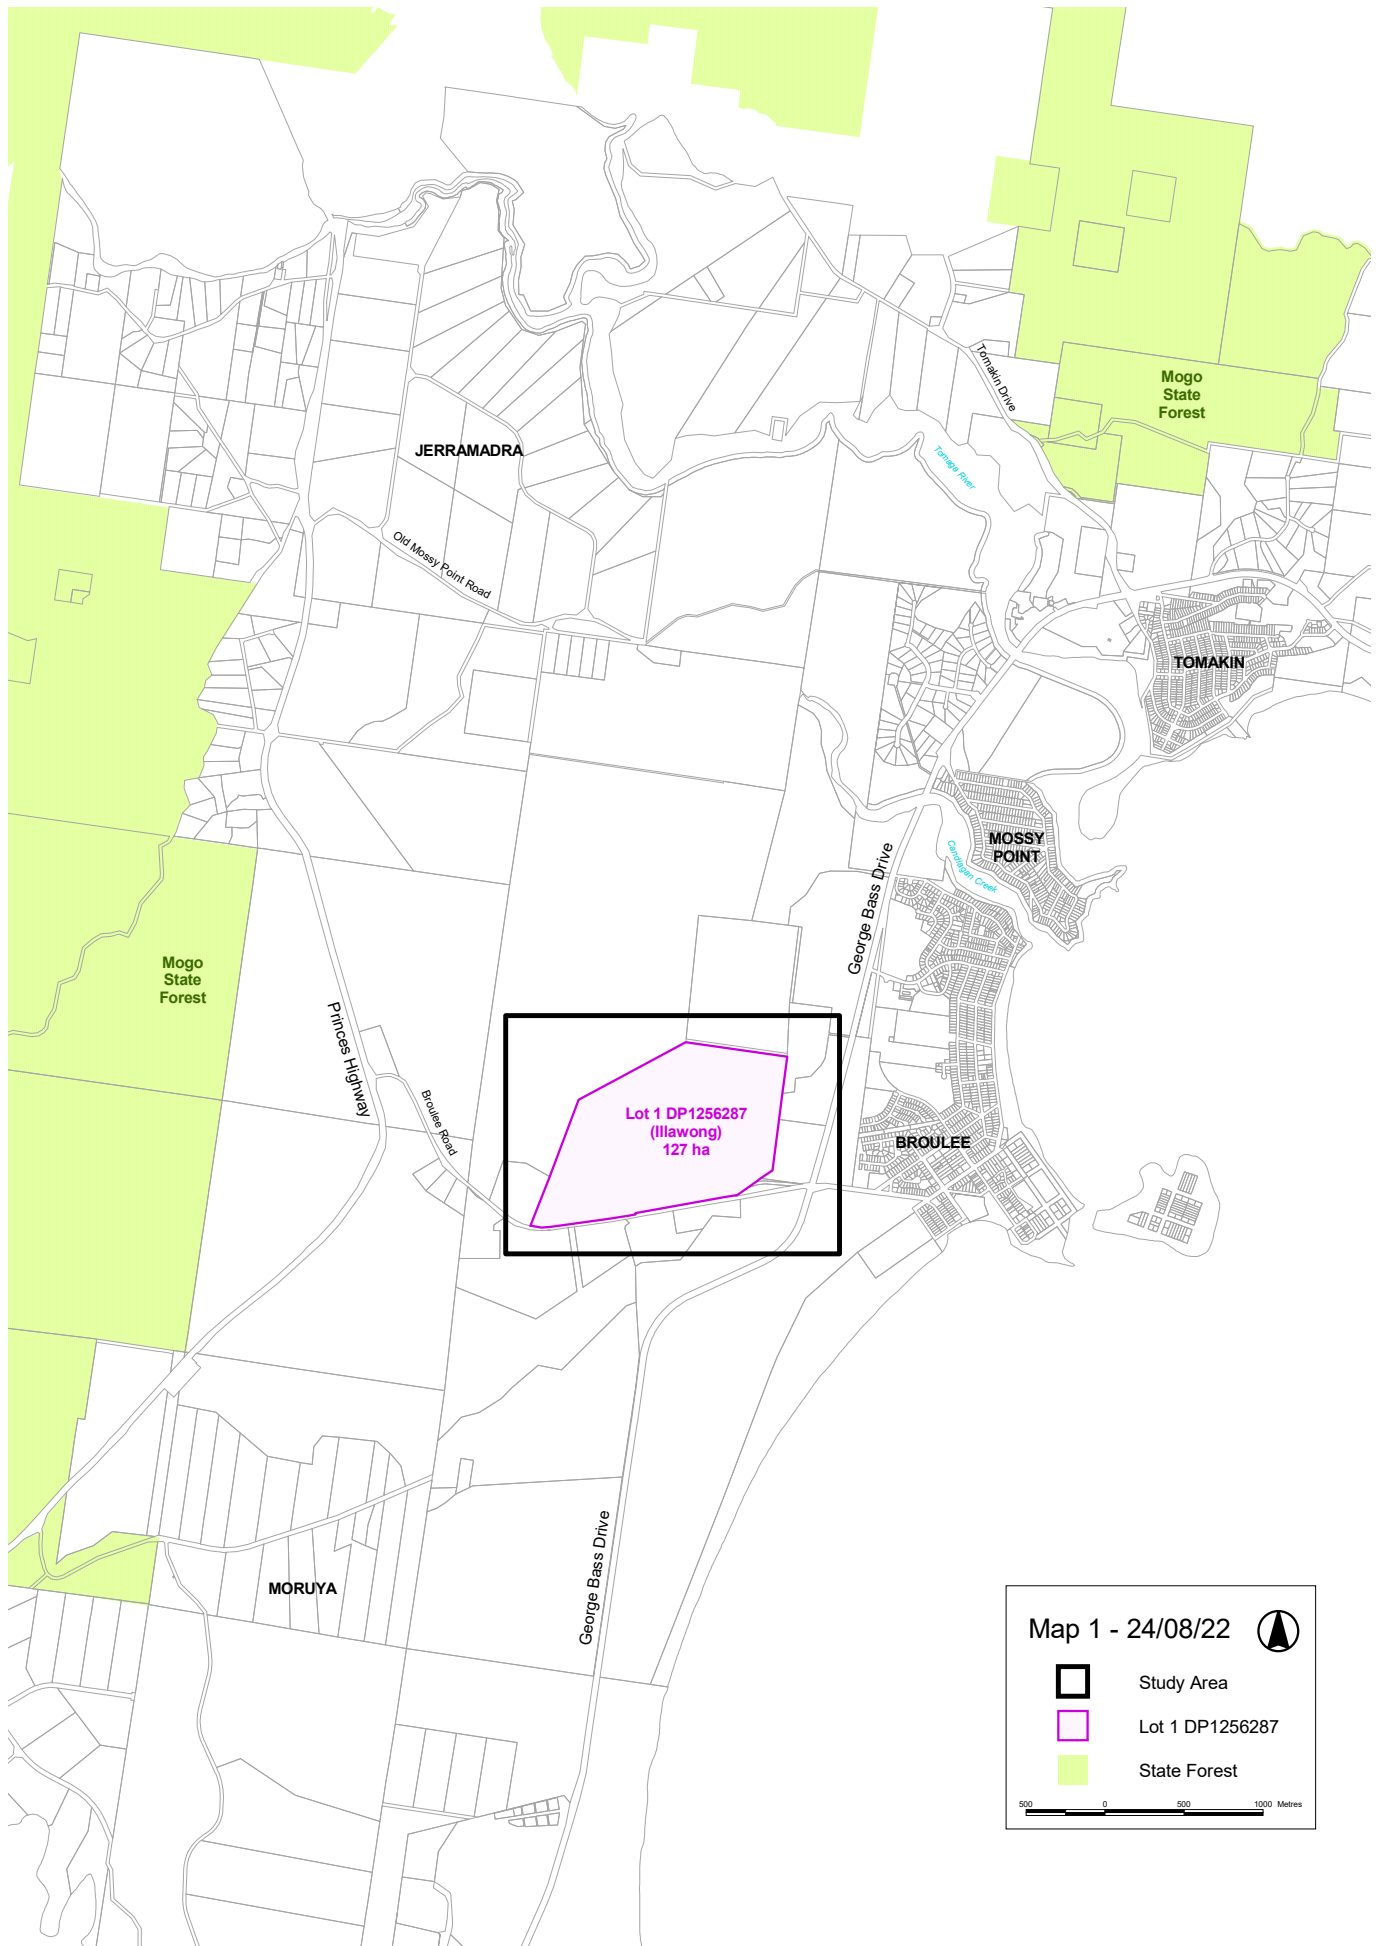 Tomakin Drive
Mogo
State
Forest
JERRAMADRA
Tomaga River
Old Mossy Point Road
TOMAKIN
MOSSY
POINT
Candlagan Creek
George Bass Drive
Mogo
State
Forest
Princes Highway
Broulee Road
Lot 1 DP1256287
(Illawong)
127 ha
BROULEE
George Bass Drive
MORUYA
Map 1 - 24/08/22
Study Area
Lot 1 DP1256287
State Forest
500 0 500 1000 Metres